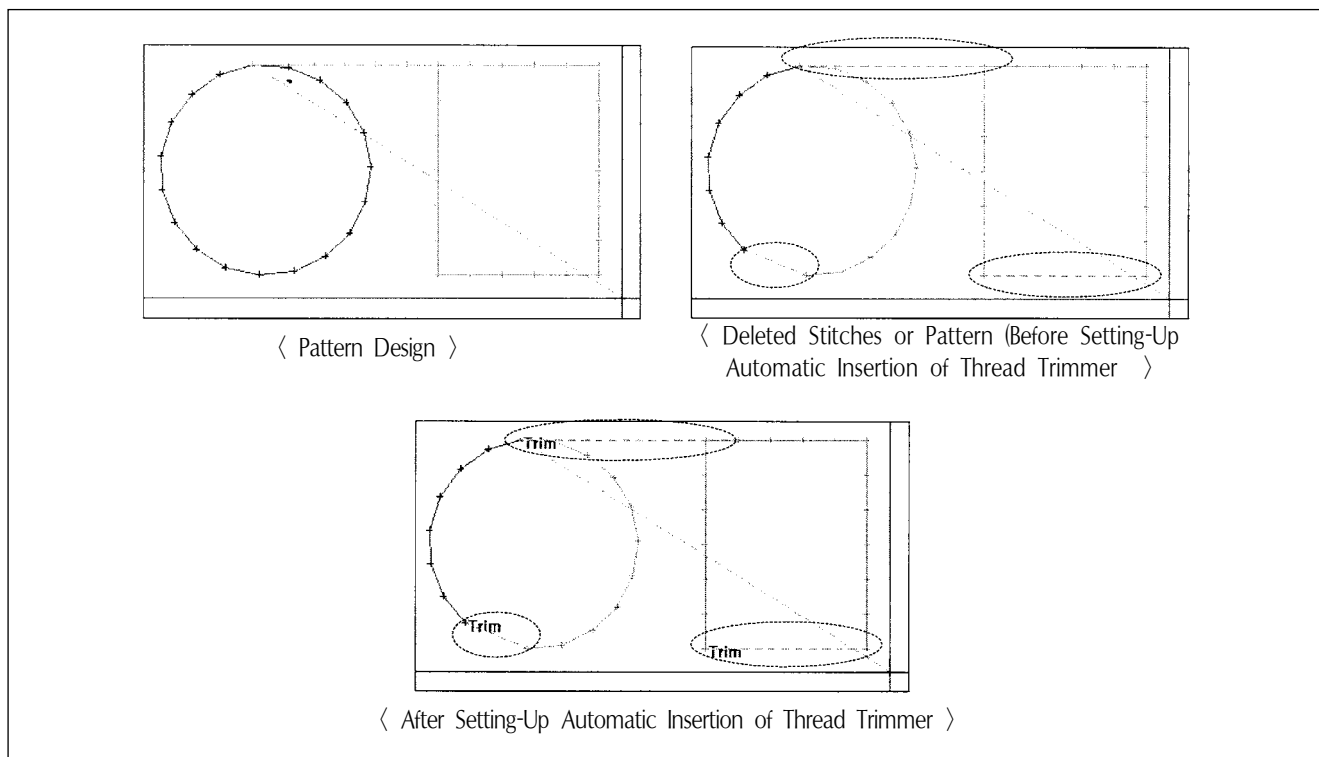 〈 Pattern Design 〉
〈 Deleted Stitches or Pattern (Before Setting-Up
Automatic Insertion of Thread Trimmer 〉
Trim
Trim
Trim
〈 After Setting-Up Automatic Insertion of Thread Trimmer 〉